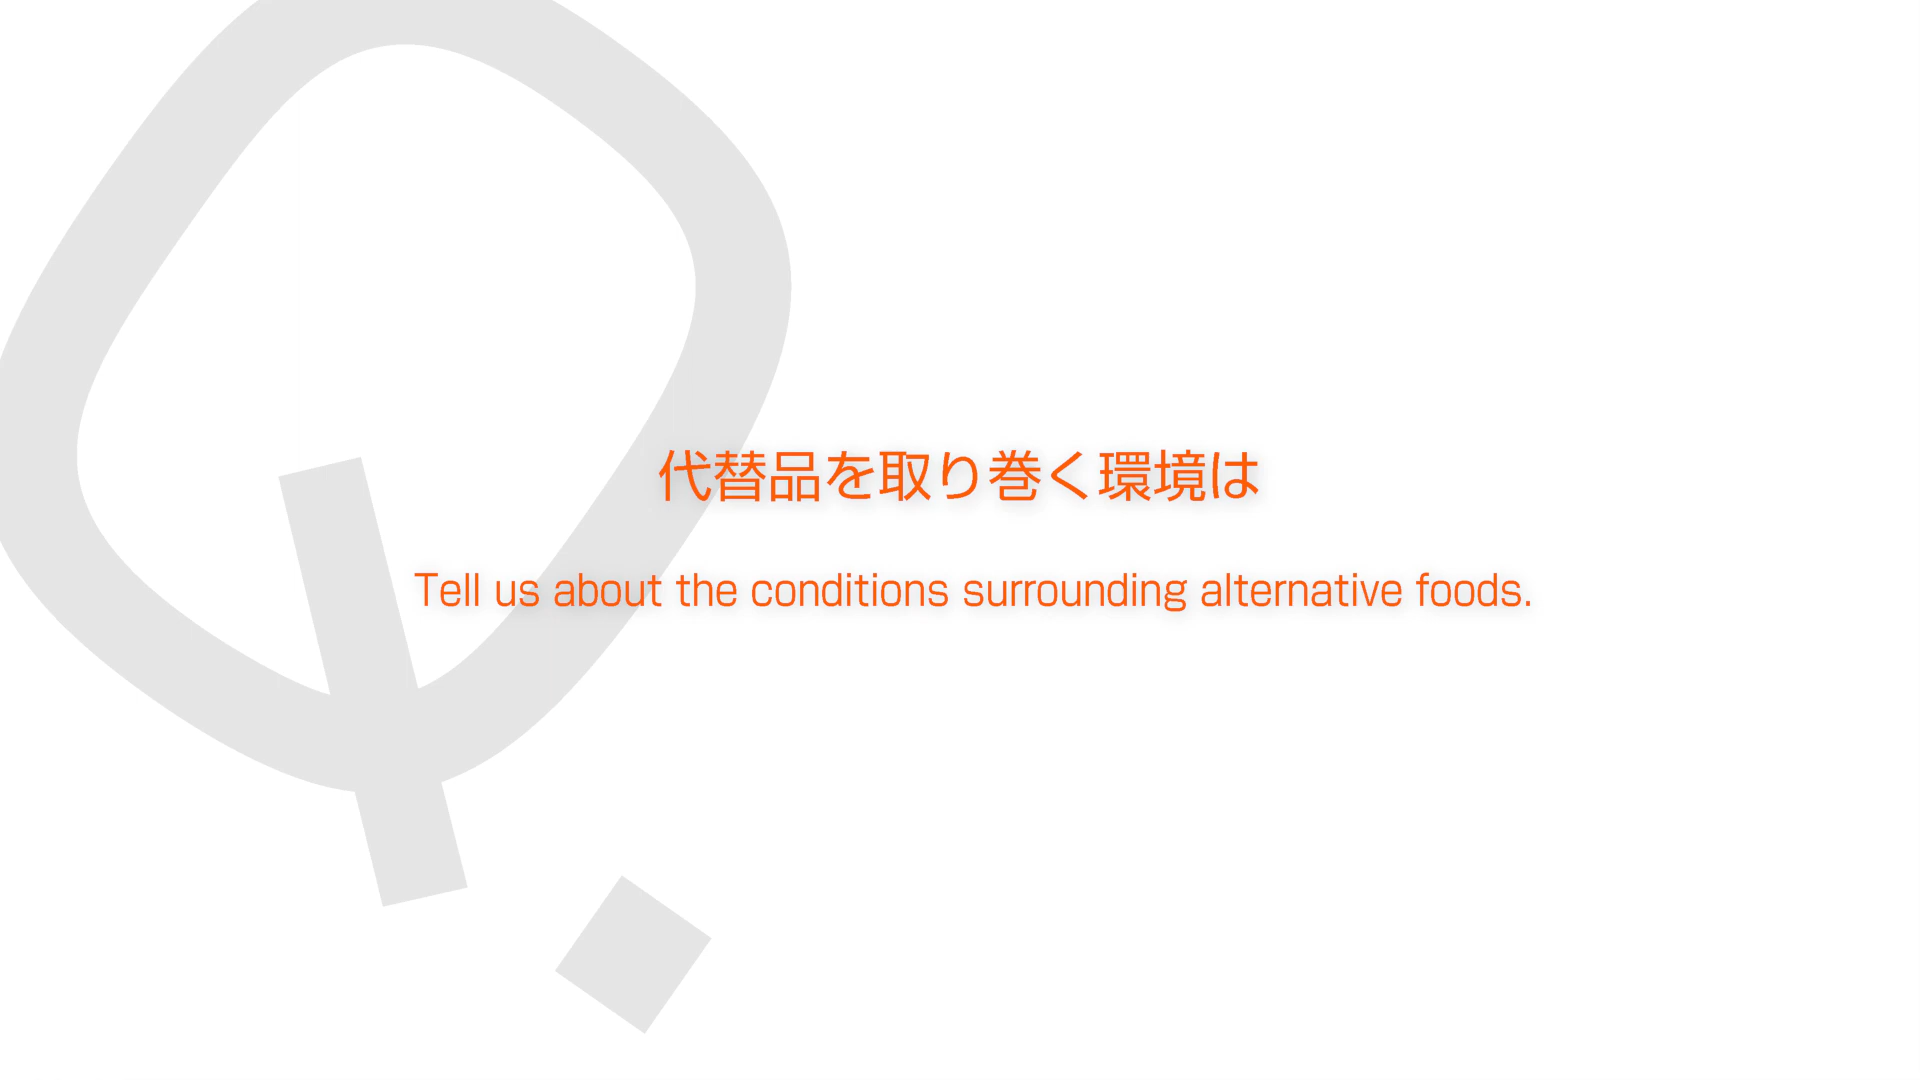 Q.
代替品を取り巻く環境は
Tell us about the conditions surrounding alternative foods.